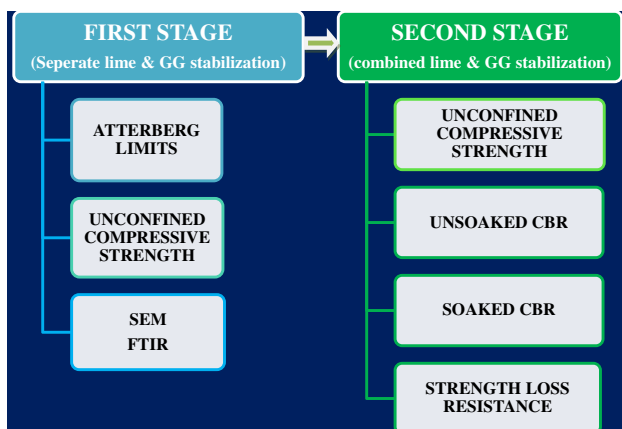 FIRST STAGE
(Seperate lime & GG stabilization)
ATTERBERG
LIMITS
UNCONFINED
COMPRESSIVE
STRENGTH
SEM
FTIR
SECOND STAGE
(combined lime & GG stabilization)
UNCONFINED
COMPRESSIVE
STRENGTH
UNSOAKED CBR
SOAKED CBR
STRENGTH LOSS
RESISTANCE